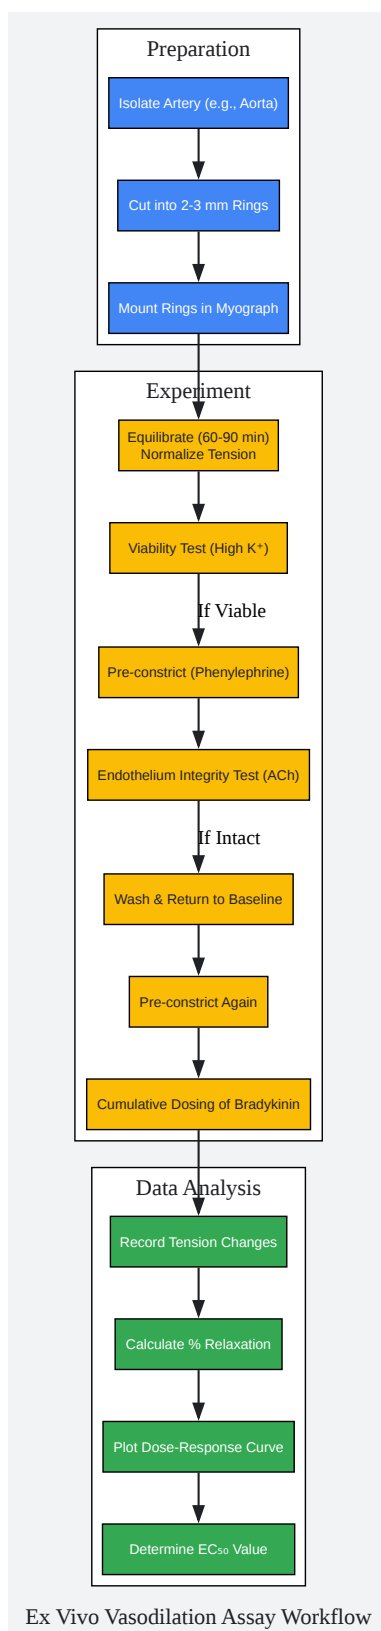 Preparation
Isolate Artery (e.g., Aorta)
Cut into 2-3 mm Rings
Mount Rings in Myograph
Experiment
Equilibrate (60-90 min)
Normalize Tension
Viability Test (High K⁺)
If Viable
Pre-constrict (Phenylephrine)
Endothelium Integrity Test (ACh)
If Intact
Wash & Return to Baseline
Pre-constrict Again
Cumulative Dosing of Bradykinin
Data Analysis
Record Tension Changes
Calculate % Relaxation
Plot Dose-Response Curve
Determine EC₅₀ Value
Ex Vivo Vasodilation Assay Workflow